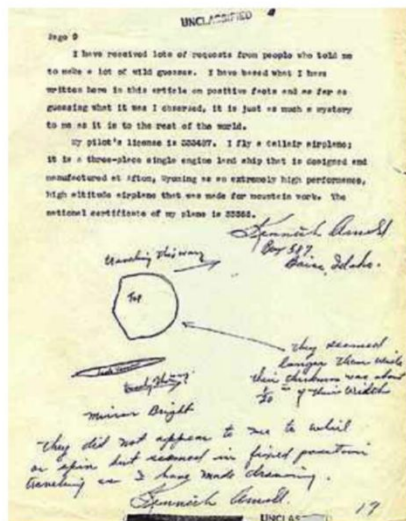 UNCLASSIFIED
Page 9
I have received lots of requests from people who told me
to make a lot of wild guesses. I have based what I have
written here in this article on positive facts and as far as
guessing what it was I observed, it is just as much a mystery
to me as it is to the rest of the world.
My pilot's license is 333487. I fly a Callair airplane;
it is a three-place single engine land ship that is designed and
manufactured at Afton, Wyoming as an extremely high performance,
high altitude airplane that was made for mountain work. The
national certificate of my plane is 33355.
Kenneth Arnold
Box 587
Boise, Idaho.
traveling this way
Top
they seemed
longer than wide
their thickness was about
1/20 of their width
Mirror Bright
They did not appear to me to whirl
or spin but seemed in fixed position
traveling as I have made drawing.
Kenneth Arnold.
17
UNCLAS